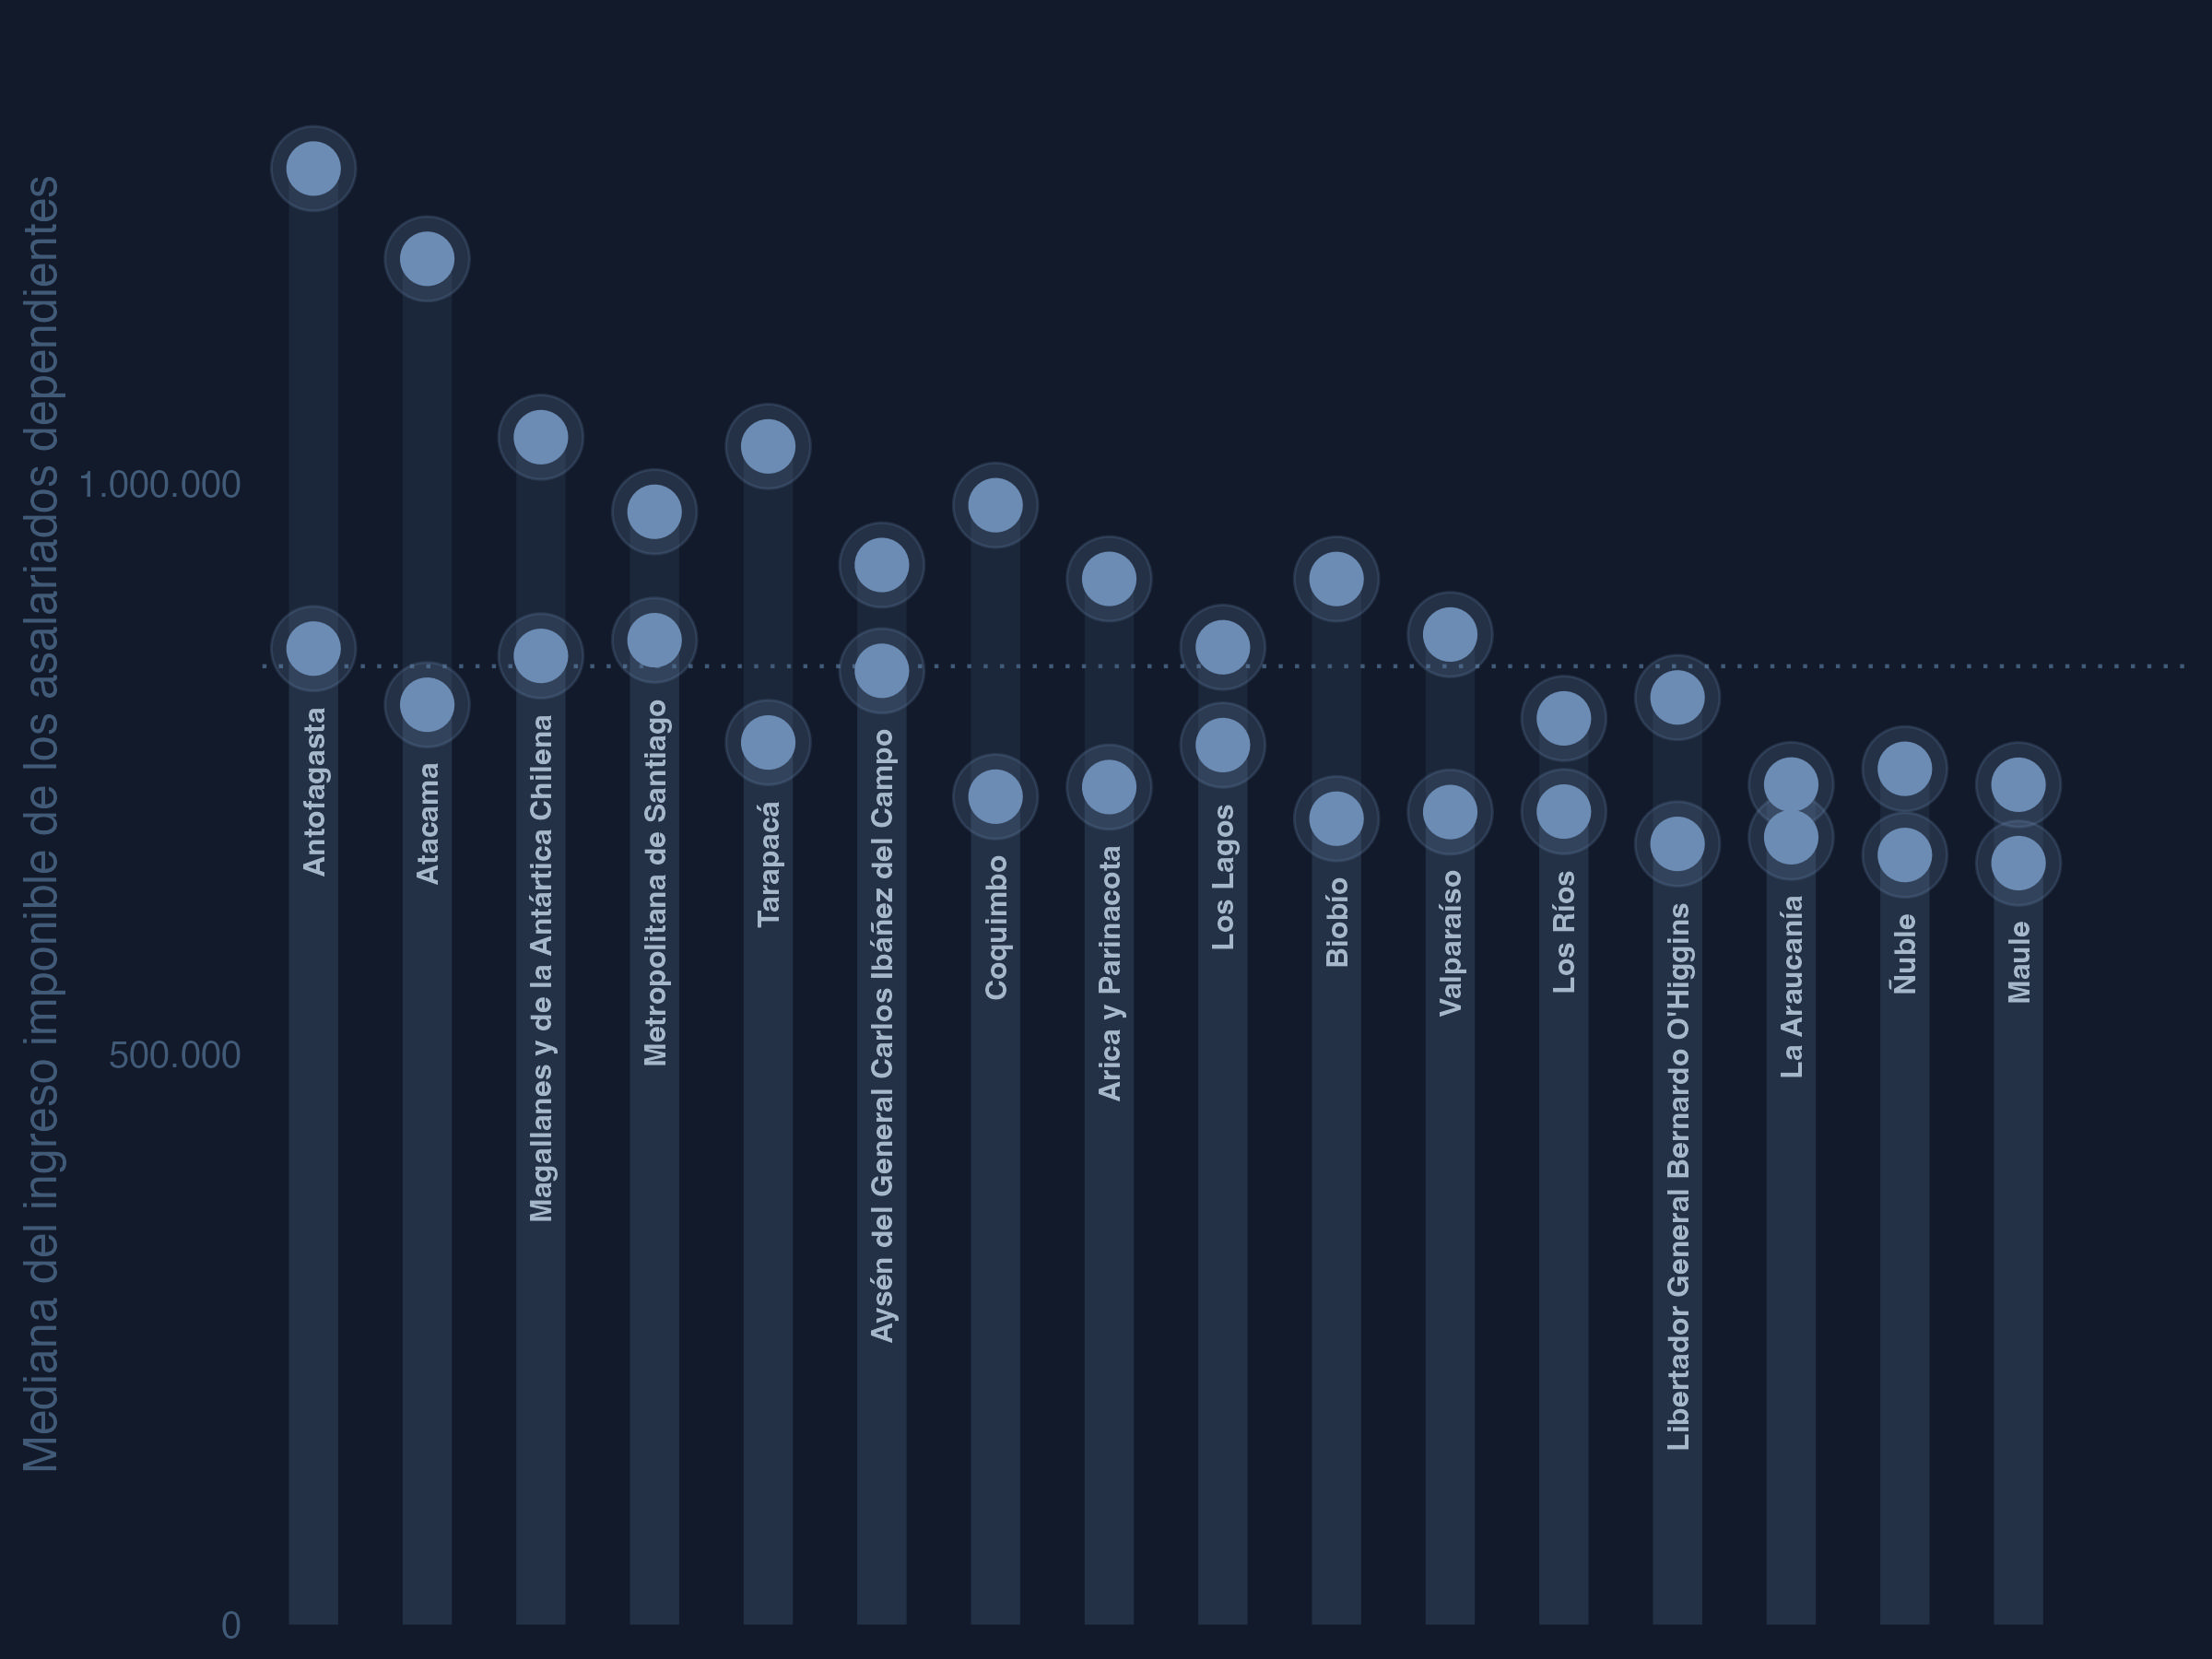 Mediana del ingreso imponible de los asalariados dependientes
1.000.000
500.000
0
Antofagasta
Atacama
Magallanes y de la Antártica Chilena
Metropolitana de Santiago
Tarapacá
Aysén del General Carlos Ibáñez del Campo
Coquimbo
Arica y Parinacota
Los Lagos
Biobío
Valparaíso
Los Ríos
Libertador General Bernardo O'Higgins
La Araucanía
Ñuble
Maule